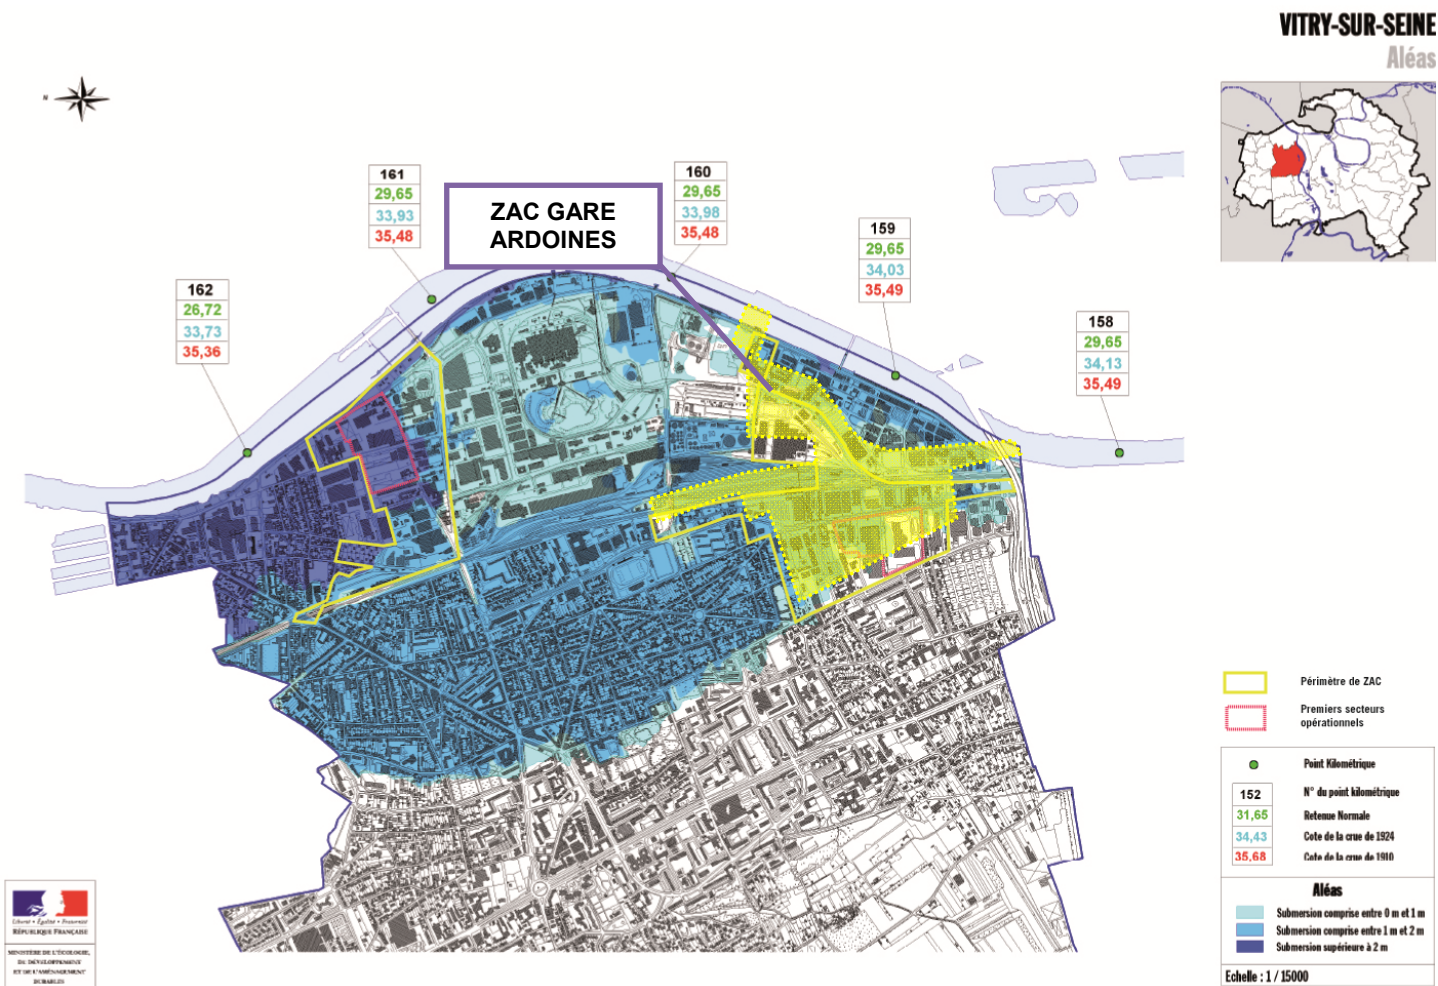 VITRY-SUR-SEINE
Aléas
N
161
29,65
33,93
35,48
ZAC GARE
ARDOINES
160
29,65
33,98
35,48
159
29,65
34,03
35,49
162
26,72
33,73
35,36
158
29,65
34,13
35,49
Périmètre de ZAC
Premiers secteurs
opérationnels
Point Kilométrique
152
N° du point kilométrique
31,65
Retenue Normale
34,43
Cote de la crue de 1924
35,68
Cote de la crue de 1910
Aléas
Submersion comprise entre 0 m et 1 m
Submersion comprise entre 1 m et 2 m
Submersion supérieure à 2 m
Echelle : 1 / 15000
Liberté • Égalité • Fraternité
RÉPUBLIQUE FRANÇAISE
MINISTÈRE DE L'ÉCOLOGIE,
DU DÉVELOPPEMENT
ET DE L'AMÉNAGEMENT
DURABLES